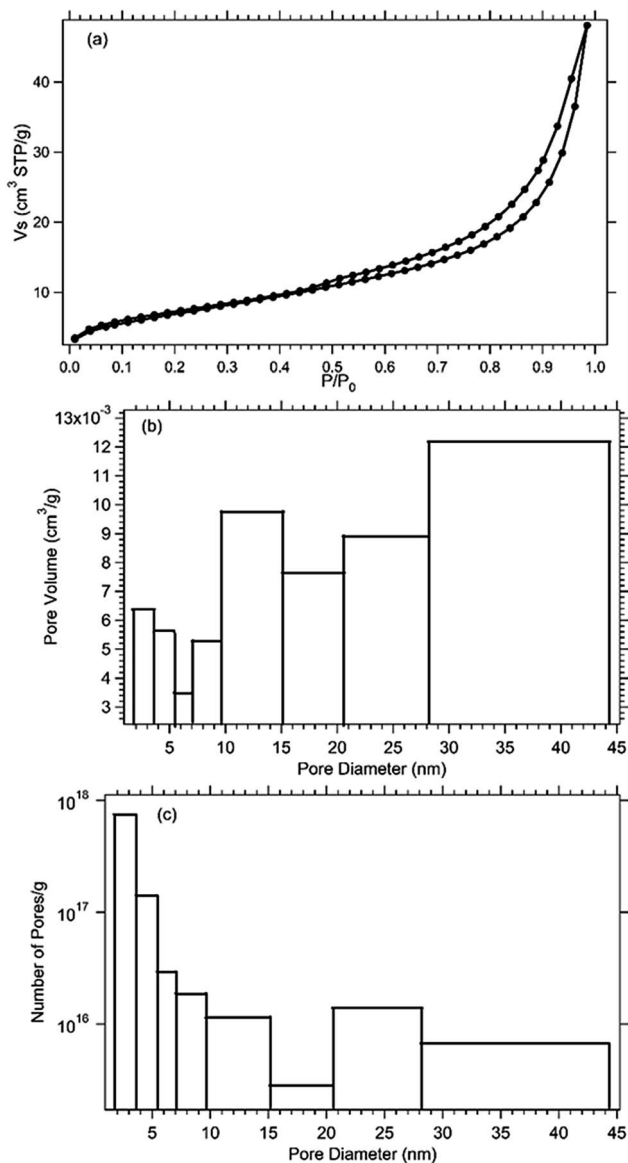 (a)
40
30
20
10
Vs (cm³ STP/g)
0.0 0.1 0.2 0.3 0.4 0.5 0.6 0.7 0.8 0.9 1.0
P/P₀
13x10⁻³
(b)
12
11
10
9
8
7
6
5
4
3
Pore Volume (cm³/g)
5 10 15 20 25 30 35 40 45
Pore Diameter (nm)
10¹⁸
(c)
10¹⁷
10¹⁶
Number of Pores/g
5 10 15 20 25 30 35 40 45
Pore Diameter (nm)